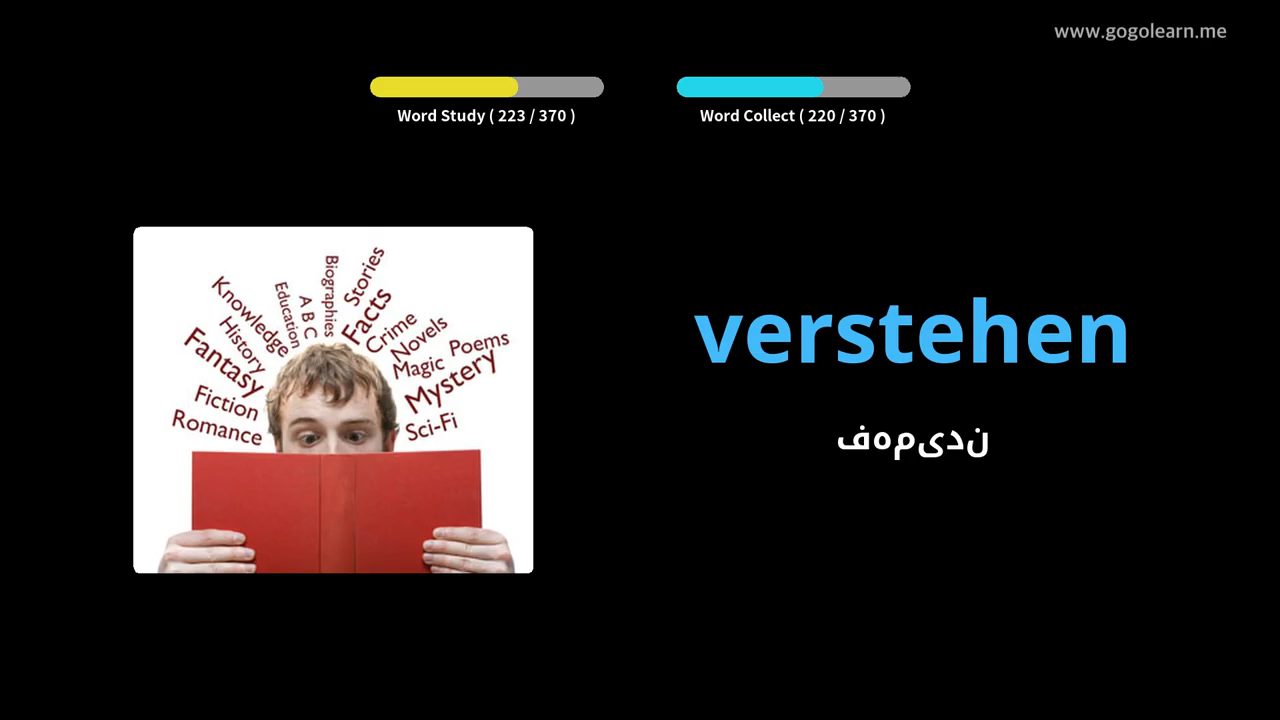 www.gogolearn.me
Word Study ( 223 / 370 )
Word Collect ( 220 / 370 )
Stories
Biographies
Knowledge
Education
A B C
Facts
Crime
Novels
History
Poems
Fantasy
Magic
Mystery
Fiction
Romance
Sci-Fi
verstehen
فهمیدن